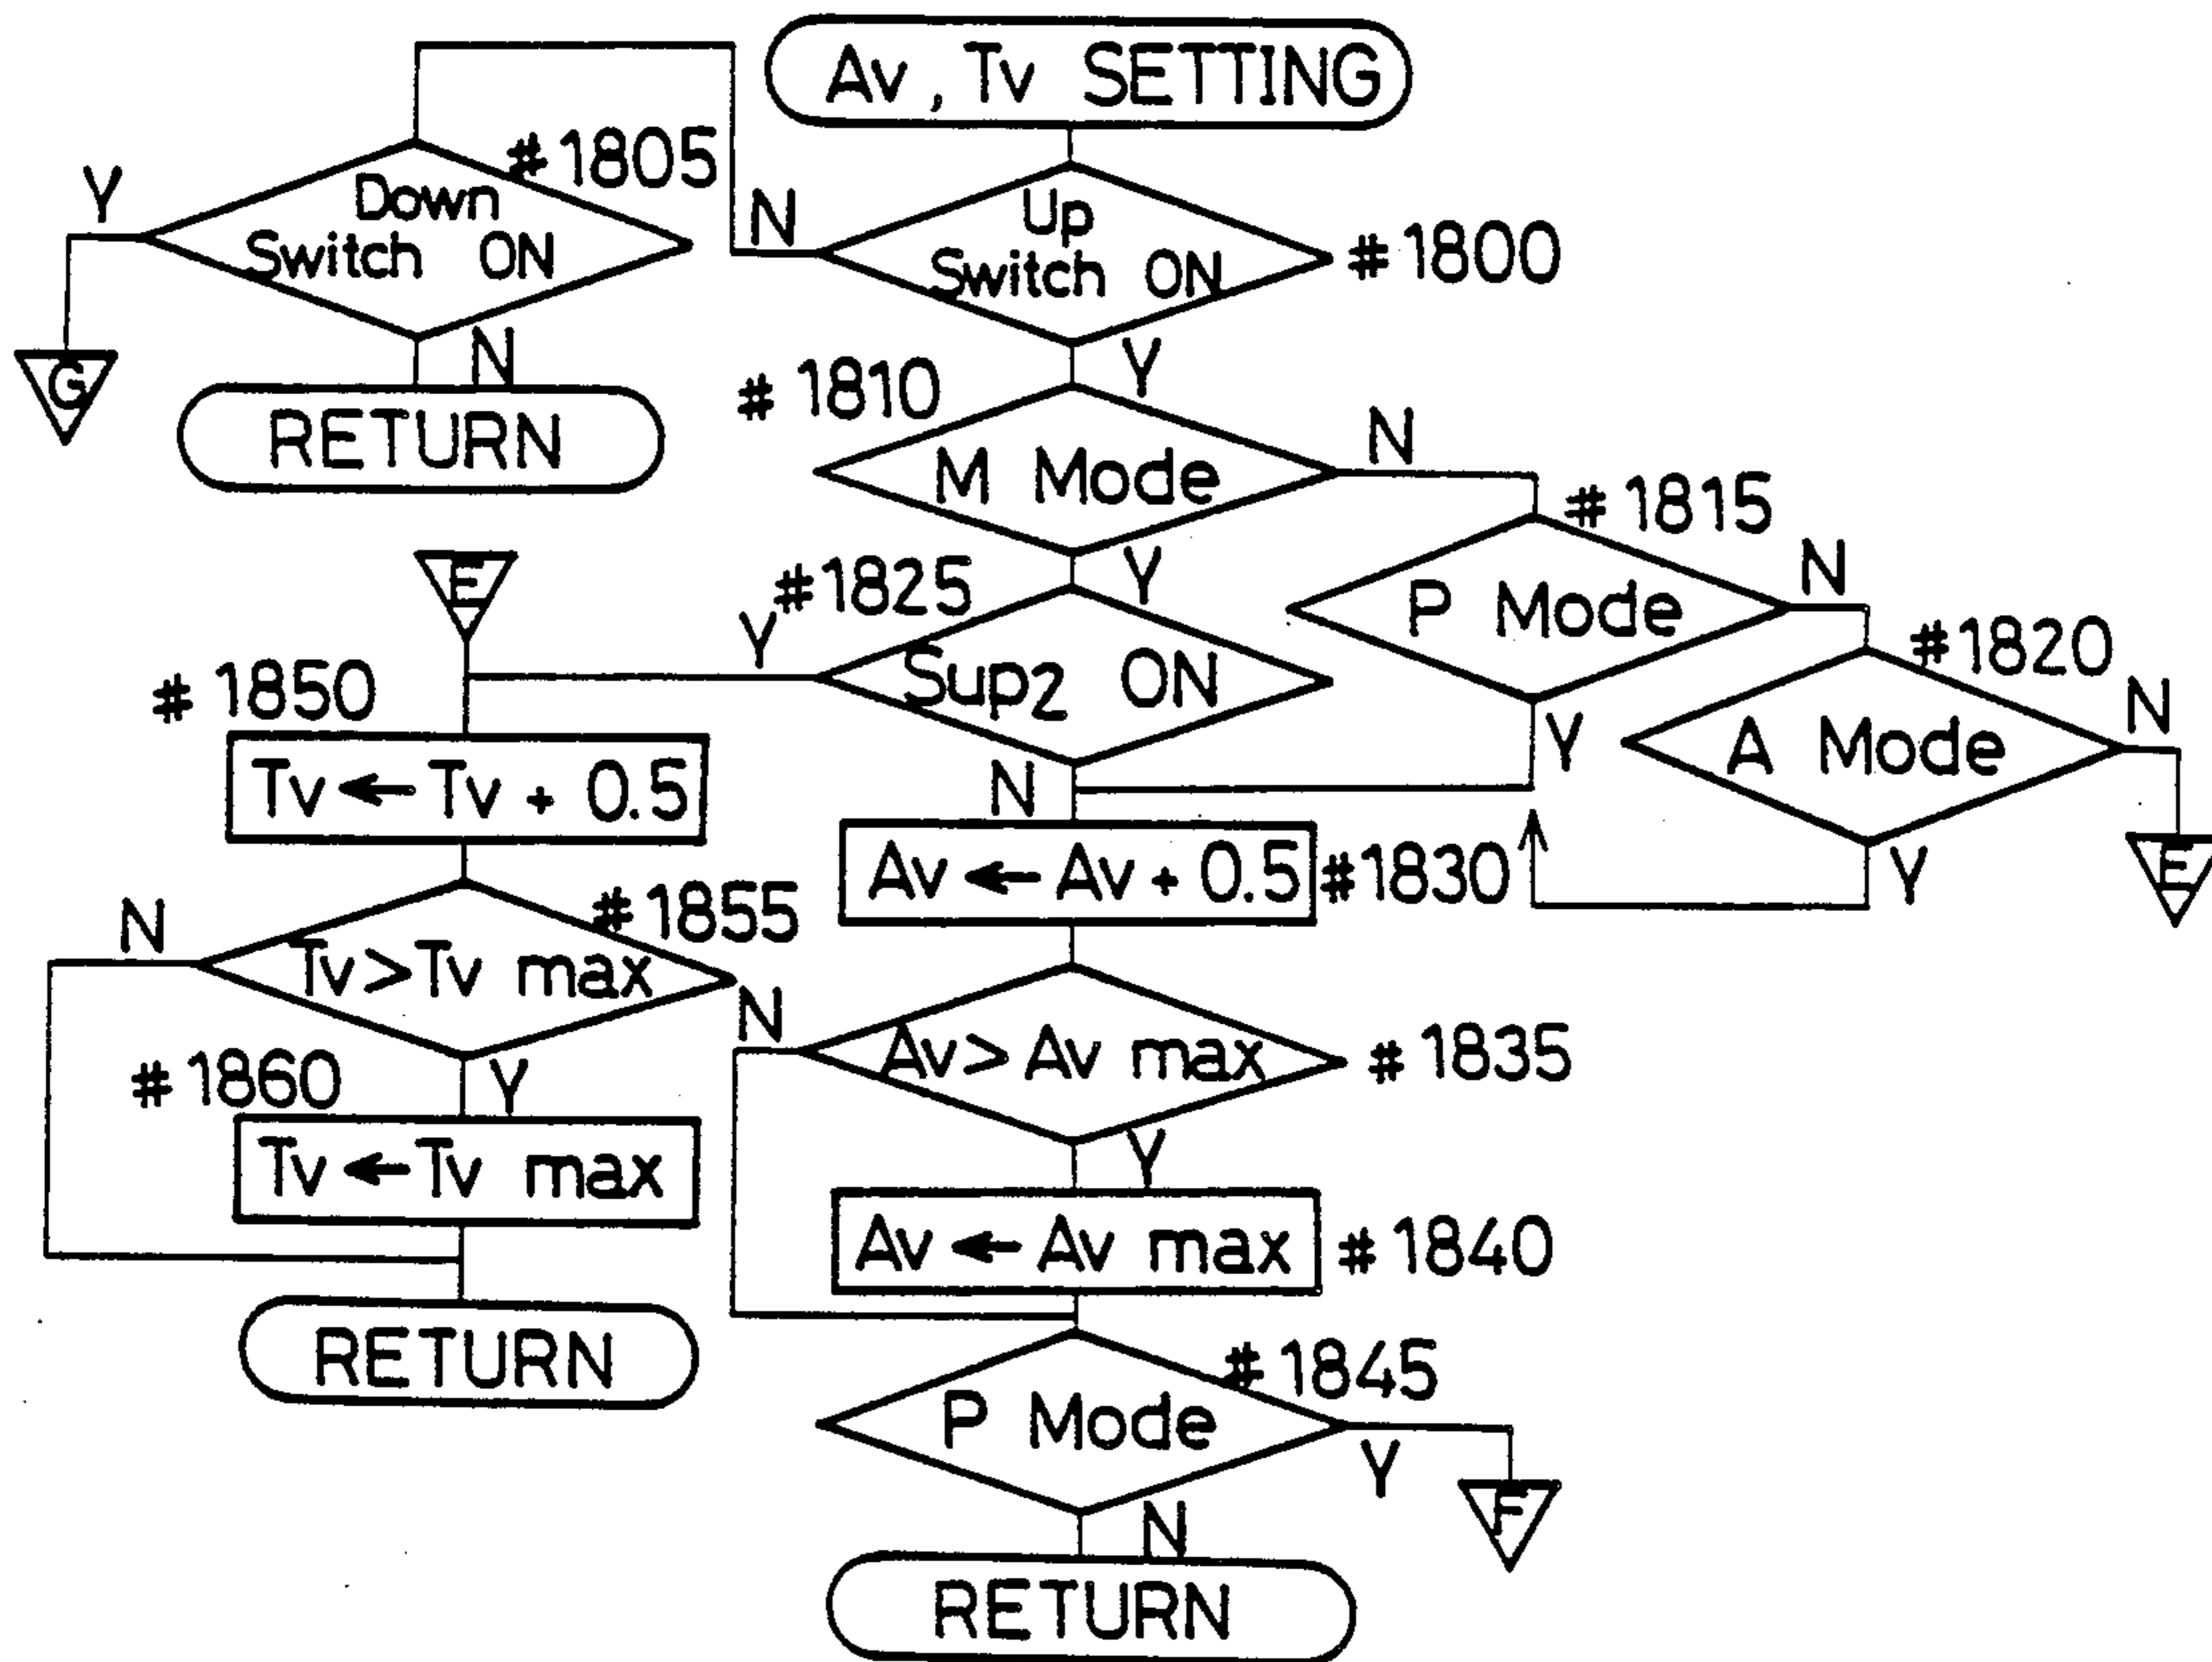 Av, Tv SETTING
#1805
Y
Down
Switch ON
N
Up
Switch ON
#1800
G
N
RETURN
Y
#1810
M Mode
N
#1815
P Mode
N
#1820
A Mode
N
E
Y
Y
Y
#1825
Sup2 ON
Y
N
E
#1850
Tv ← Tv + 0.5
Av ← Av + 0.5
#1830
#1855
N
Tv > Tv max
Y
#1860
Tv ← Tv max
RETURN
N
Av > Av max
#1835
Y
Av ← Av max
#1840
#1845
P Mode
Y
F
N
RETURN